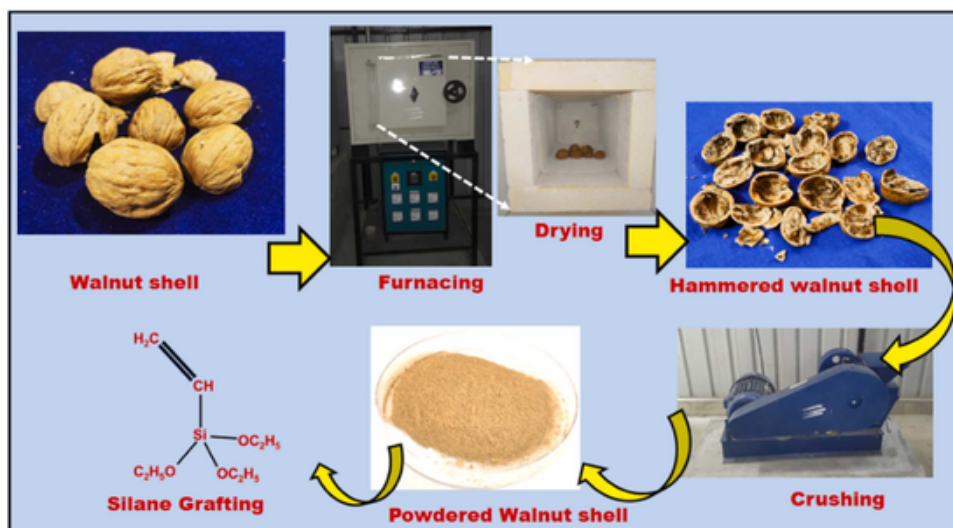 Walnut shell
Furnacing
Drying
Hammered walnut shell
Crushing
Powdered Walnut shell
Silane Grafting
H₂C
CH
Si
OC₂H₅
C₂H₅O
OC₂H₅